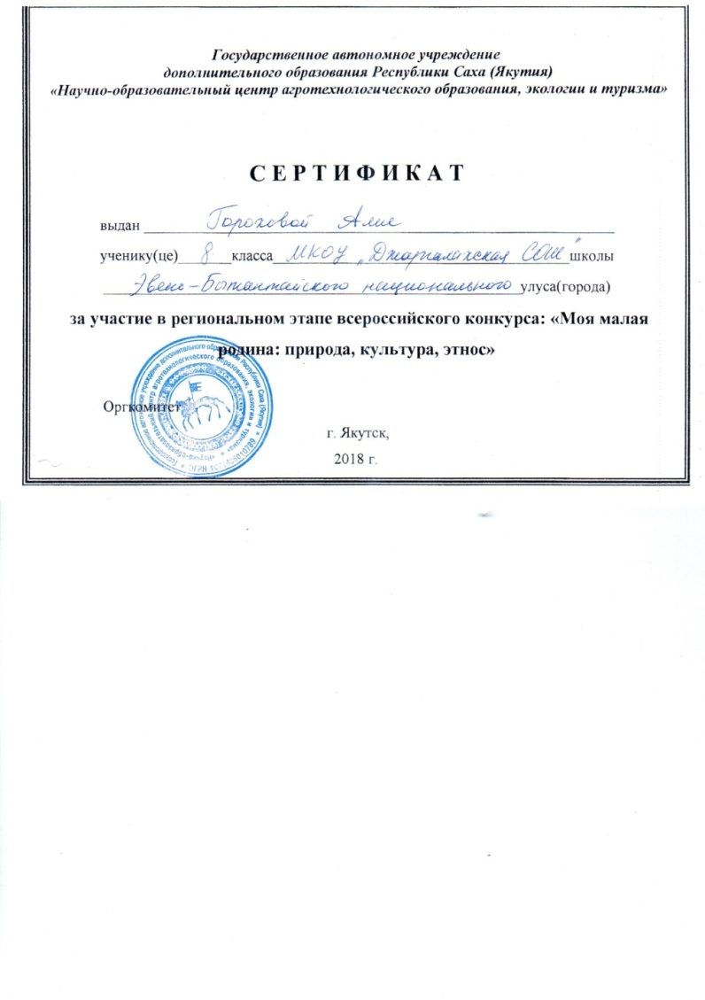 Государственное автономное учреждение
дополнительного образования Республики Саха (Якутия)
«Научно-образовательный центр агротехнологического образования, экологии и туризма»
СЕРТИФИКАТ
выдан Гороховой Алие
ученику(це) 8 класса МКОУ „Джаргалахская СОШ" школы
Эвено-Бытантайского национального улуса(города)
за участие в региональном этапе всероссийского конкурса: «Моя малая
родина: природа, культура, этнос»
Оргкомитет
г. Якутск,
2018 г.